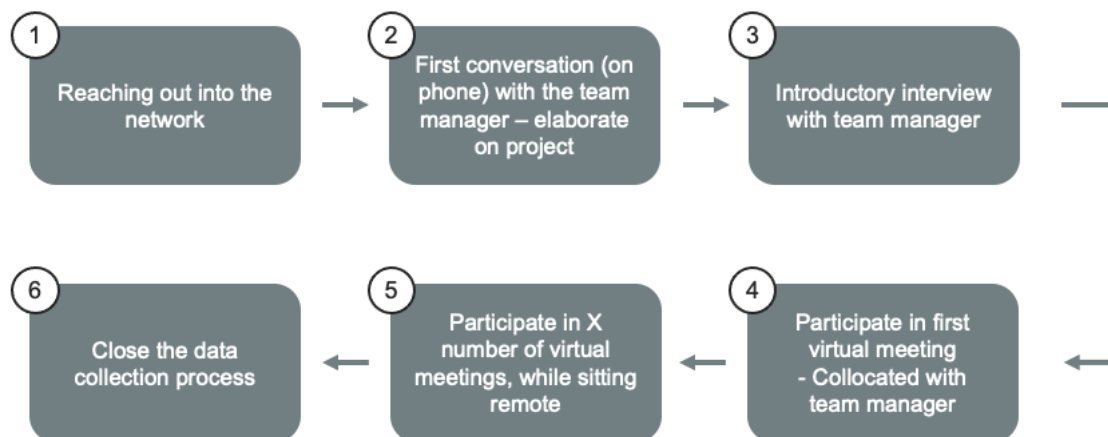 1
Reaching out into the
network
2
First conversation (on
phone) with the team
manager – elaborate
on project
3
Introductory interview
with team manager
4
Participate in first
virtual meeting
- Collocated with
team manager
5
Participate in X
number of virtual
meetings, while sitting
remote
6
Close the data
collection process